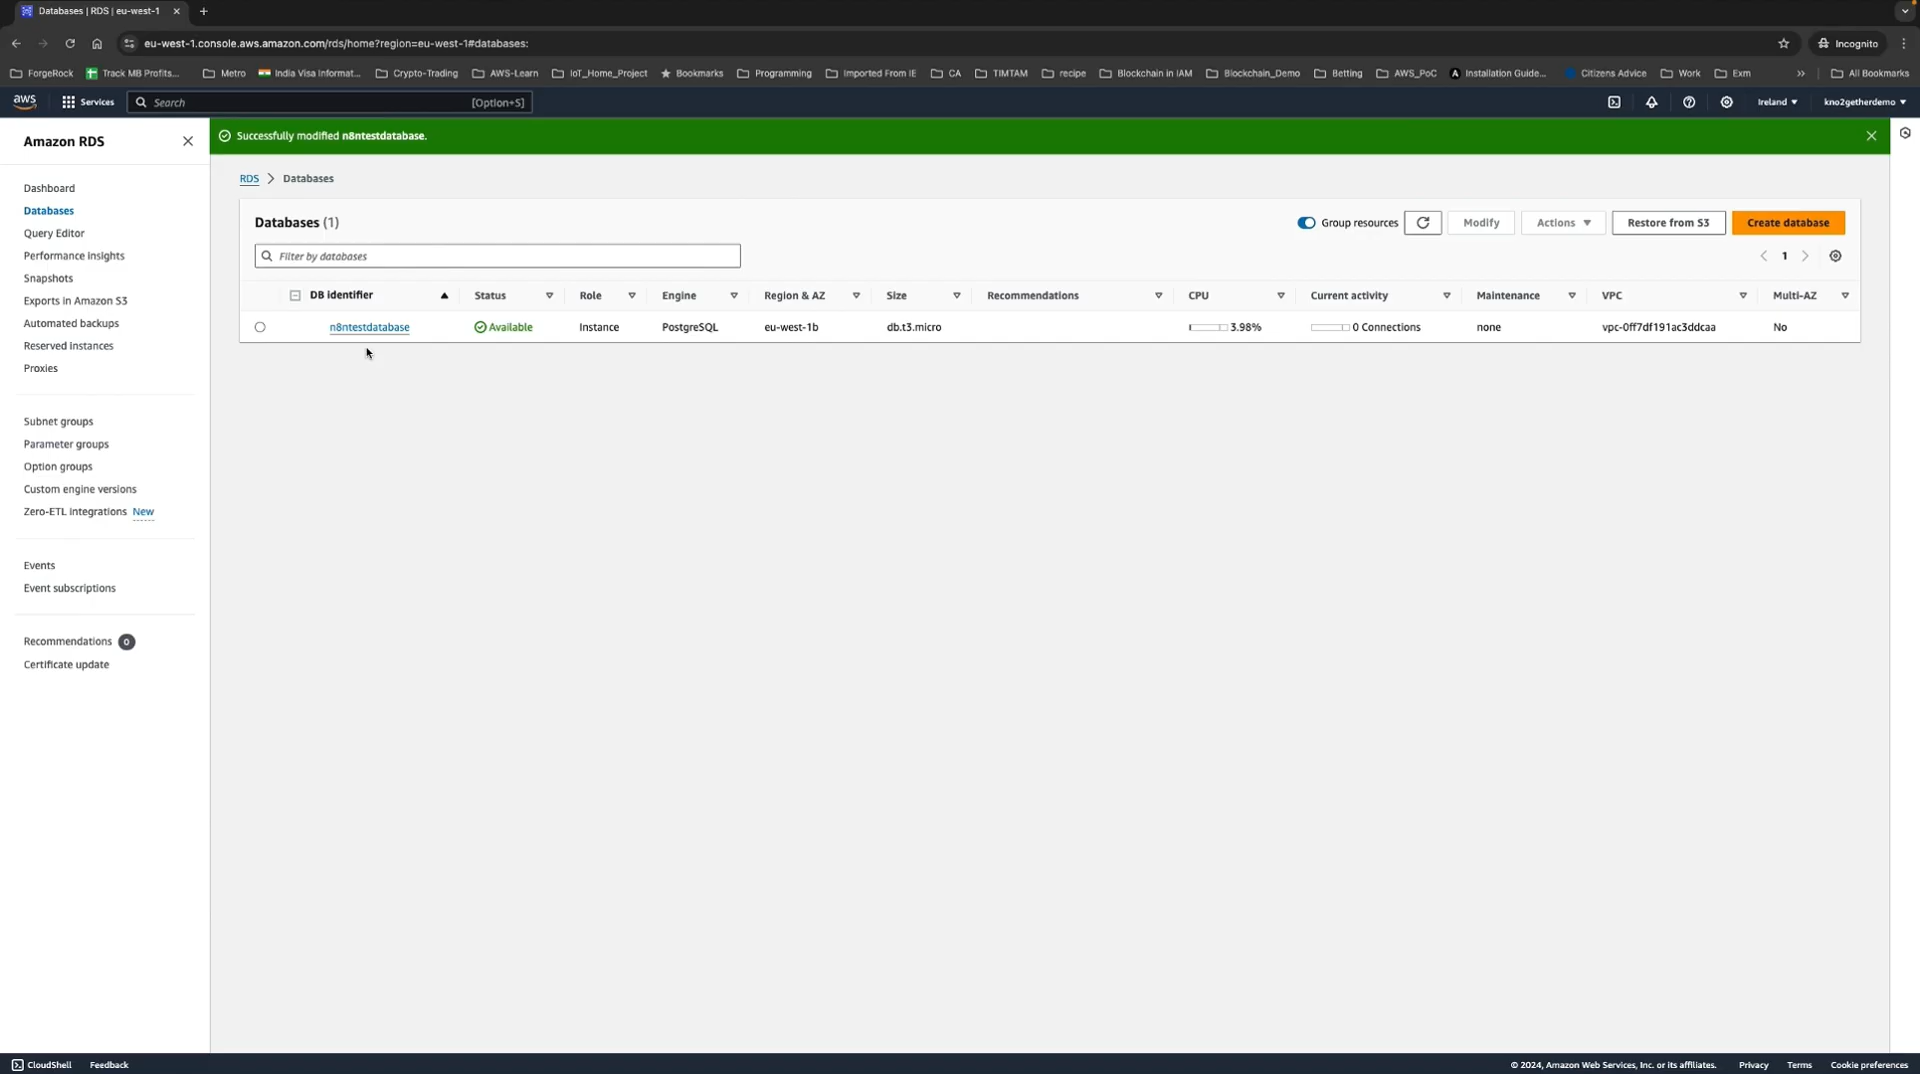 Databases | RDS | eu-west-1
eu-west-1.console.aws.amazon.com/rds/home?region=eu-west-1#databases:
Incognito
ForgeRock
Track MB Profits...
Metro
India Visa Informat...
Crypto-Trading
AWS-Learn
IoT_Home_Project
Bookmarks
Programming
Imported From IE
CA
TIMTAM
recipe
Blockchain in IAM
Blockchain_Demo
Betting
AWS_PoC
Installation Guide...
Citizens Advice
Work
Exm
All Bookmarks
aws
Services
Search
[Option+S]
Ireland
kno2getherdemo
Amazon RDS
Successfully modified n8ntestdatabase.
Dashboard
Databases
Query Editor
Performance insights
Snapshots
Exports in Amazon S3
Automated backups
Reserved instances
Proxies
Subnet groups
Parameter groups
Option groups
Custom engine versions
Zero-ETL integrations New
Events
Event subscriptions
Recommendations 0
Certificate update
RDS > Databases
Databases (1)
Group resources
Modify
Actions
Restore from S3
Create database
Filter by databases
1
DB identifier Status Role Engine Region & AZ Size Recommendations CPU Current activity Maintenance VPC Multi-AZ
n8ntestdatabase Available Instance PostgreSQL eu-west-1b db.t3.micro 3.98% 0 Connections none vpc-0ff7df191ac3ddcaa No
CloudShell
Feedback
© 2024, Amazon Web Services, Inc. or its affiliates.
Privacy
Terms
Cookie preferences